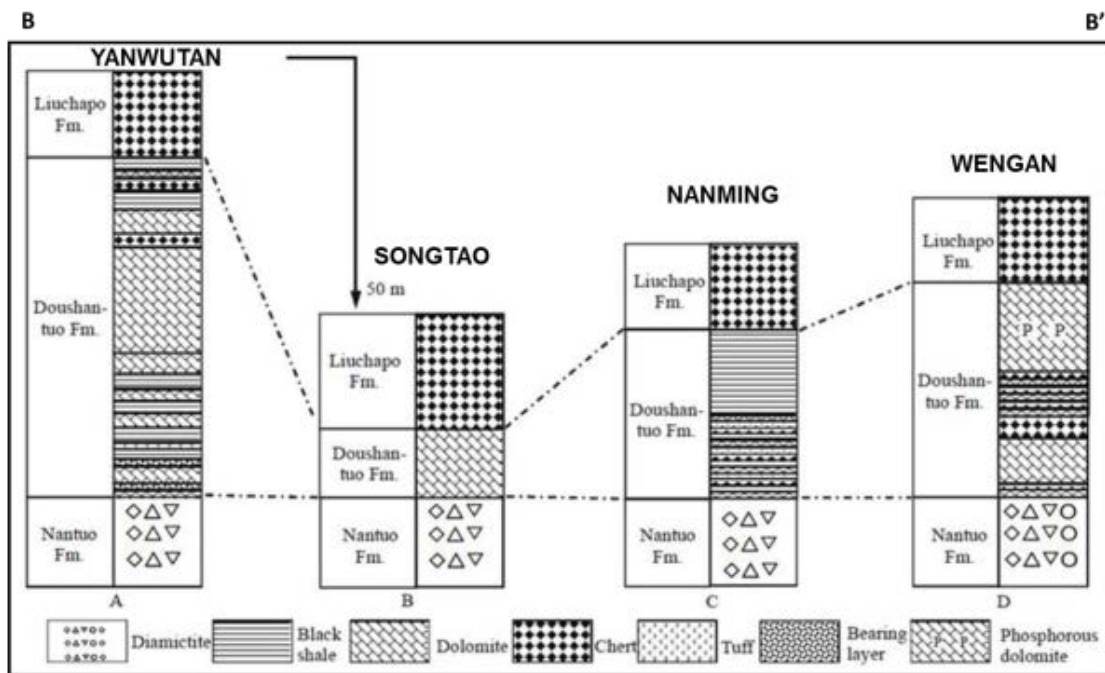 B
B'
YANWUTAN
Liuchapo
Fm.
Doushan-
tuo Fm.
Nantuo
Fm.
A
50 m
SONGTAO
Liuchapo
Fm.
Doushan-
tuo Fm.
Nantuo
Fm.
B
NANMING
Liuchapo
Fm.
Doushan-
tuo Fm.
Nantuo
Fm.
C
WENGAN
Liuchapo
Fm.
P P
Doushan-
tuo Fm.
Nantuo
Fm.
D
Diamictite
Black
shale
Dolomite
Chert
Tuff
Bearing
layer
P P
Phosphorous
dolomite